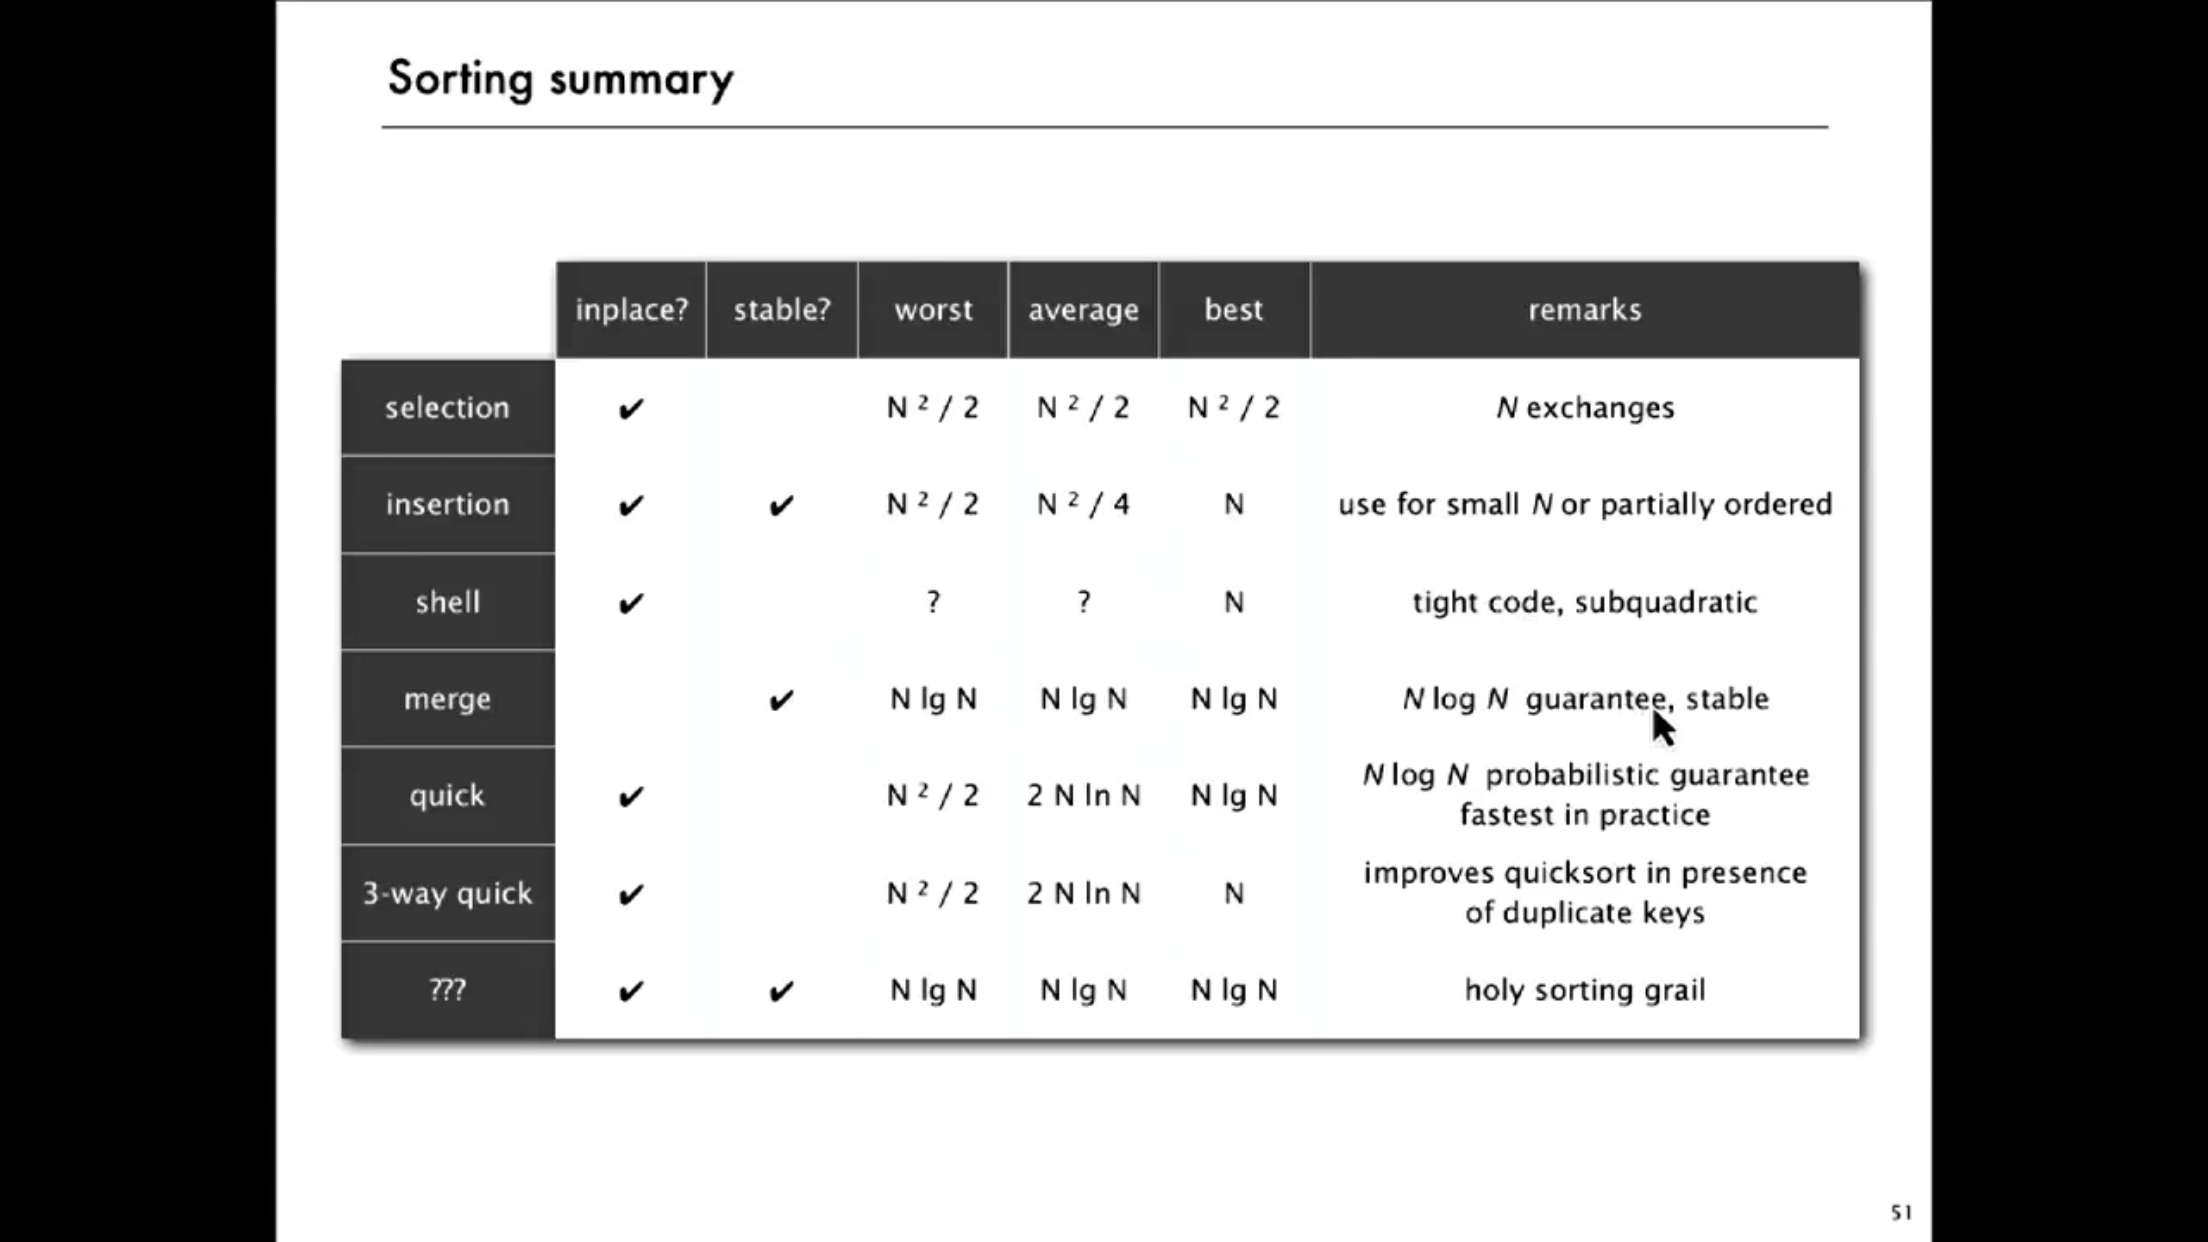 Sorting summary
inplace? stable? worst average best remarks
selection ✔ N ² / 2 N ² / 2 N ² / 2 N exchanges
insertion ✔ ✔ N ² / 2 N ² / 4 N use for small N or partially ordered
shell ✔ ? ? N tight code, subquadratic
merge ✔ N lg N N lg N N lg N N log N guarantee, stable
quick ✔ N ² / 2 2 N ln N N lg N N log N probabilistic guarantee
fastest in practice
3-way quick ✔ N ² / 2 2 N ln N N improves quicksort in presence
of duplicate keys
??? ✔ ✔ N lg N N lg N N lg N holy sorting grail
51